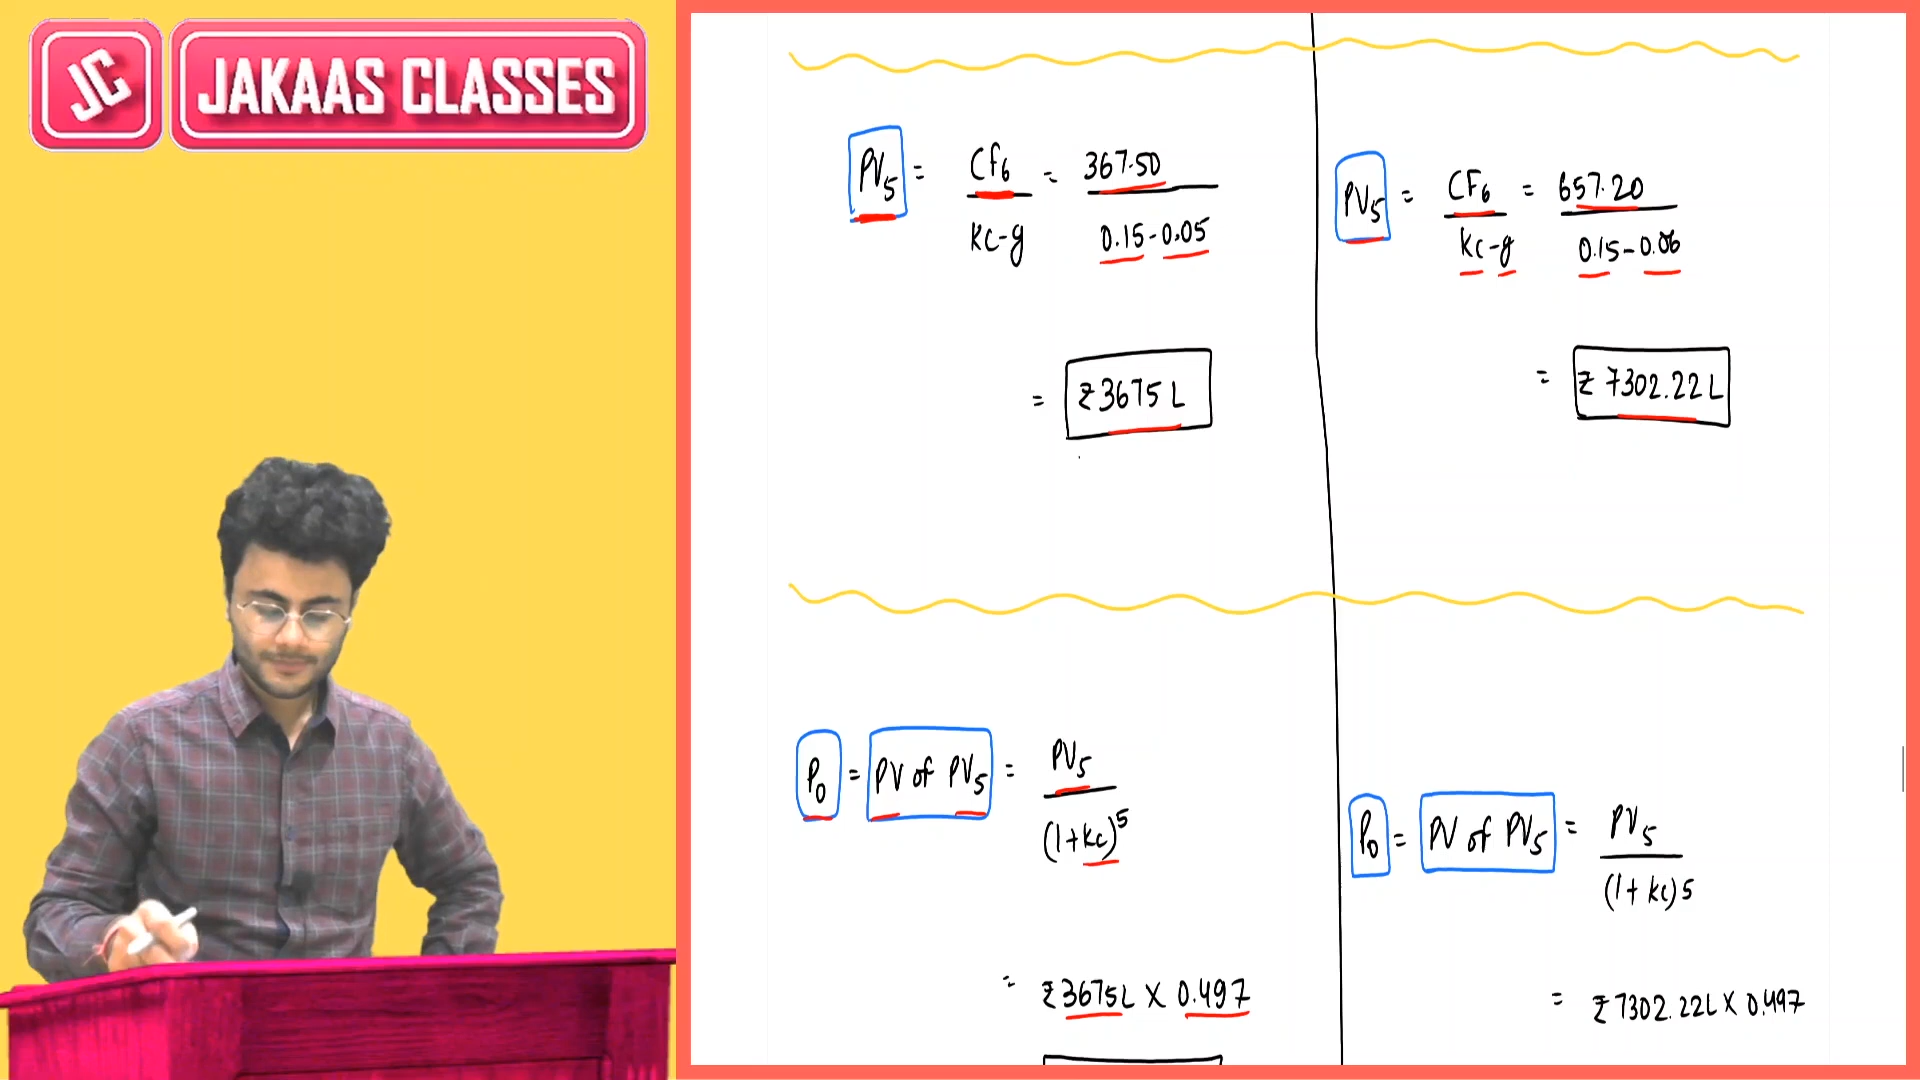 JC JAKAAS CLASSES
PV5 = CF6 / Kc-g = 367.50 / 0.15-0.05
= ₹3675 L
PV5 = CF6 / Kc-g = 657.20 / 0.15-0.06
= ₹ 7302.22 L
P0 = PV of PV5 = PV5 / (1+Kc)^5
= ₹3675L X 0.497
P0 = PV of PV5 = PV5 / (1+ Kc)5
= ₹7302.22L X 0.497